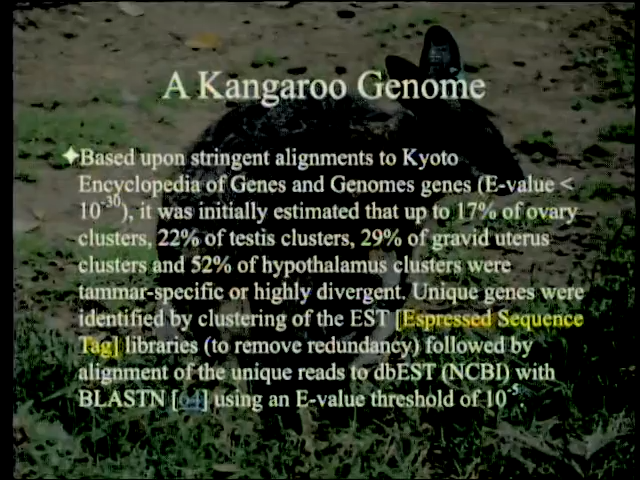 A Kangaroo Genome
✦Based upon stringent alignments to Kyoto
Encyclopedia of Genes and Genomes genes (E-value <
10⁻³⁰), it was initially estimated that up to 17% of ovary
clusters, 22% of testis clusters, 29% of gravid uterus
clusters and 52% of hypothalamus clusters were
tammar-specific or highly divergent. Unique genes were
identified by clustering of the EST [Expressed Sequence
Tag] libraries (to remove redundancy) followed by
alignment of the unique reads to dbEST (NCBI) with
BLASTN [64] using an E-value threshold of 10⁻⁵.